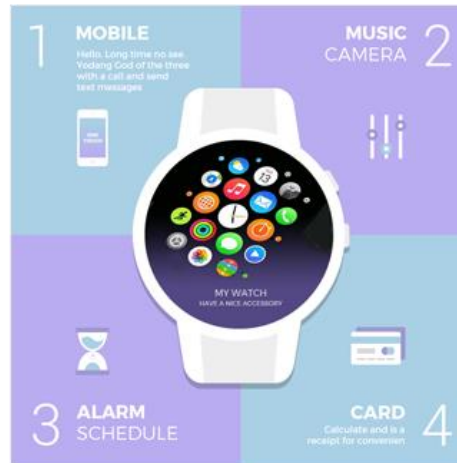 1 MOBILE
Hello. Long time no see.
Yodang God of the three
with a call and send
text messages
MUSIC 2
CAMERA
13
MY WATCH
HAVE A NICE ACCESSORY
3 ALARM
SCHEDULE
CARD 4
Calculate and is a
receipt for convenien